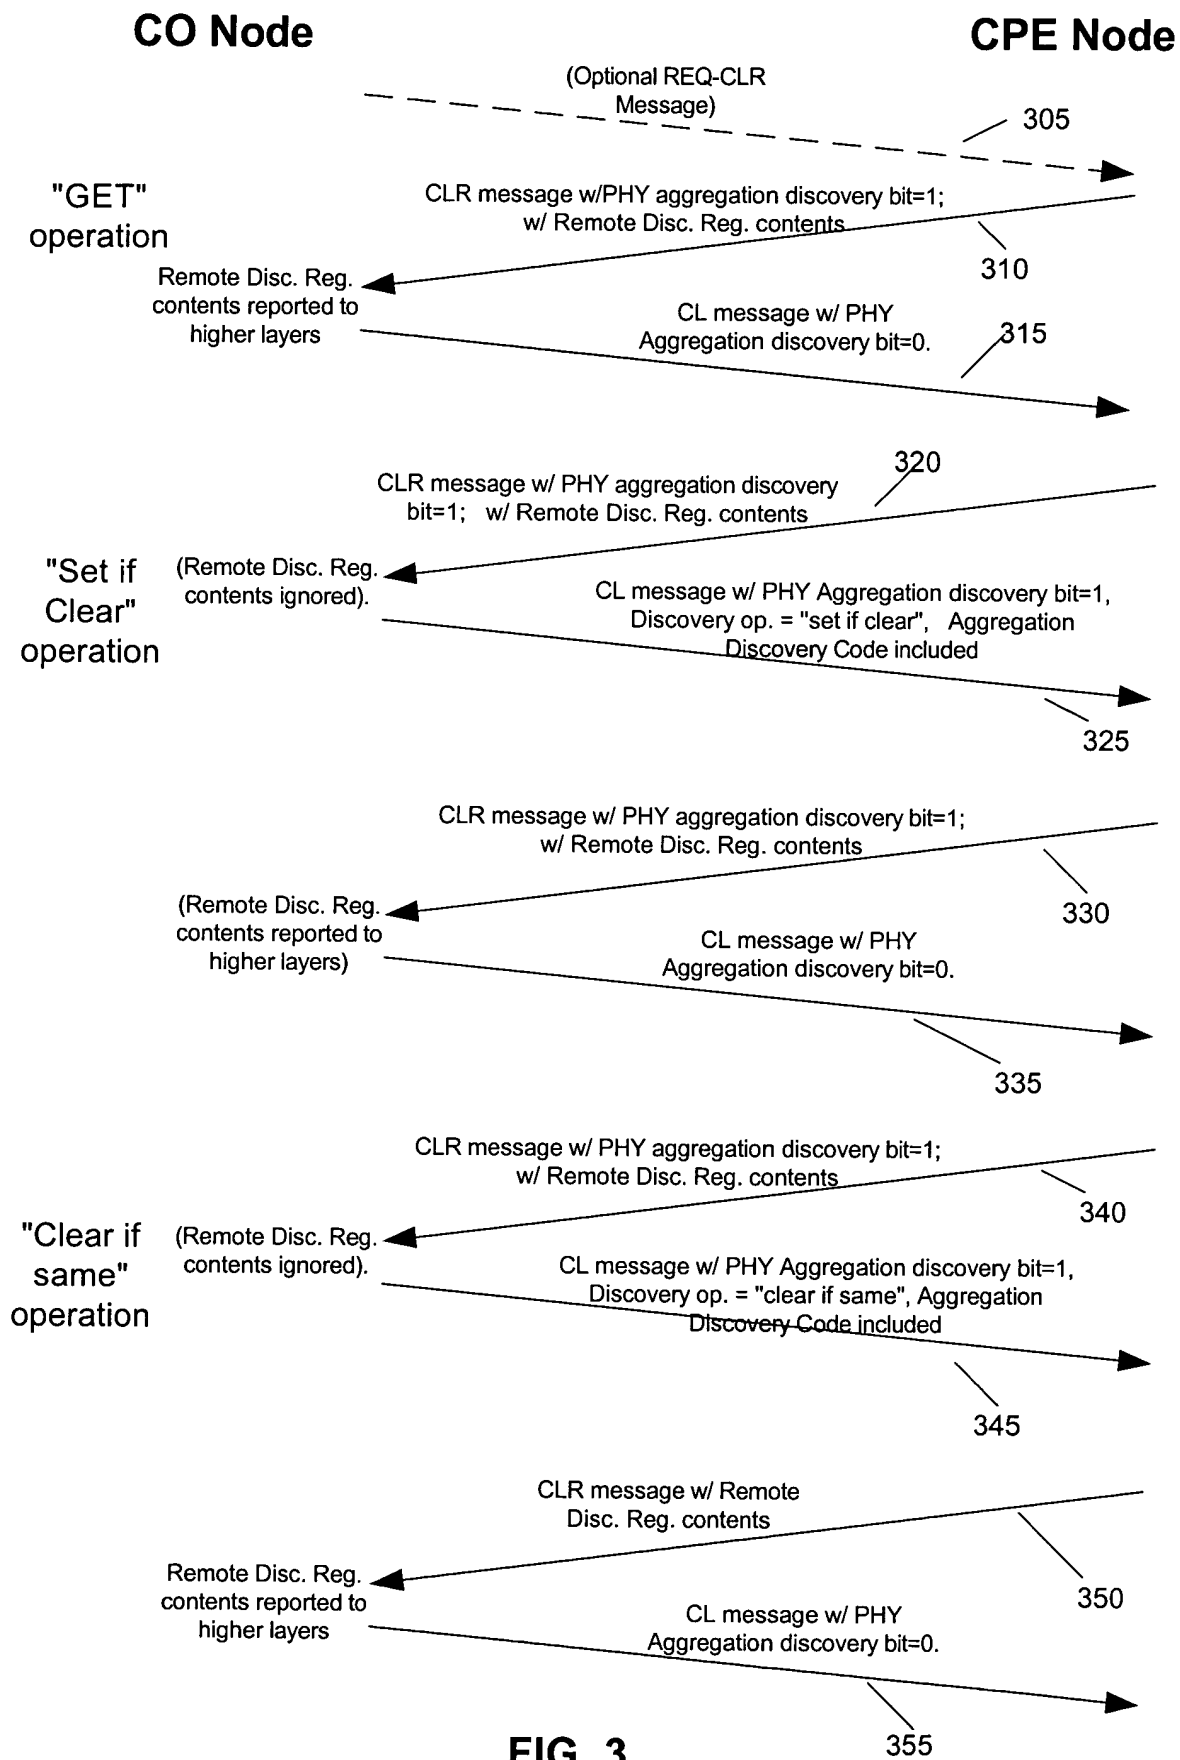 CO Node
CPE Node
(Optional REQ-CLR
Message)
305
"GET"
operation
CLR message w/PHY aggregation discovery bit=1;
w/ Remote Disc. Reg. contents
310
Remote Disc. Reg.
contents reported to
higher layers
CL message w/ PHY
Aggregation discovery bit=0.
315
320
CLR message w/ PHY aggregation discovery
bit=1; w/ Remote Disc. Reg. contents
"Set if
Clear"
operation
(Remote Disc. Reg.
contents ignored).
CL message w/ PHY Aggregation discovery bit=1,
Discovery op. = "set if clear", Aggregation
Discovery Code included
325
CLR message w/ PHY aggregation discovery bit=1;
w/ Remote Disc. Reg. contents
330
(Remote Disc. Reg.
contents reported to
higher layers)
CL message w/ PHY
Aggregation discovery bit=0.
335
CLR message w/ PHY aggregation discovery bit=1;
w/ Remote Disc. Reg. contents
340
"Clear if
same"
operation
(Remote Disc. Reg.
contents ignored).
CL message w/ PHY Aggregation discovery bit=1,
Discovery op. = "clear if same", Aggregation
Discovery Code included
345
CLR message w/ Remote
Disc. Reg. contents
350
Remote Disc. Reg.
contents reported to
higher layers
CL message w/ PHY
Aggregation discovery bit=0.
355
FIG. 3